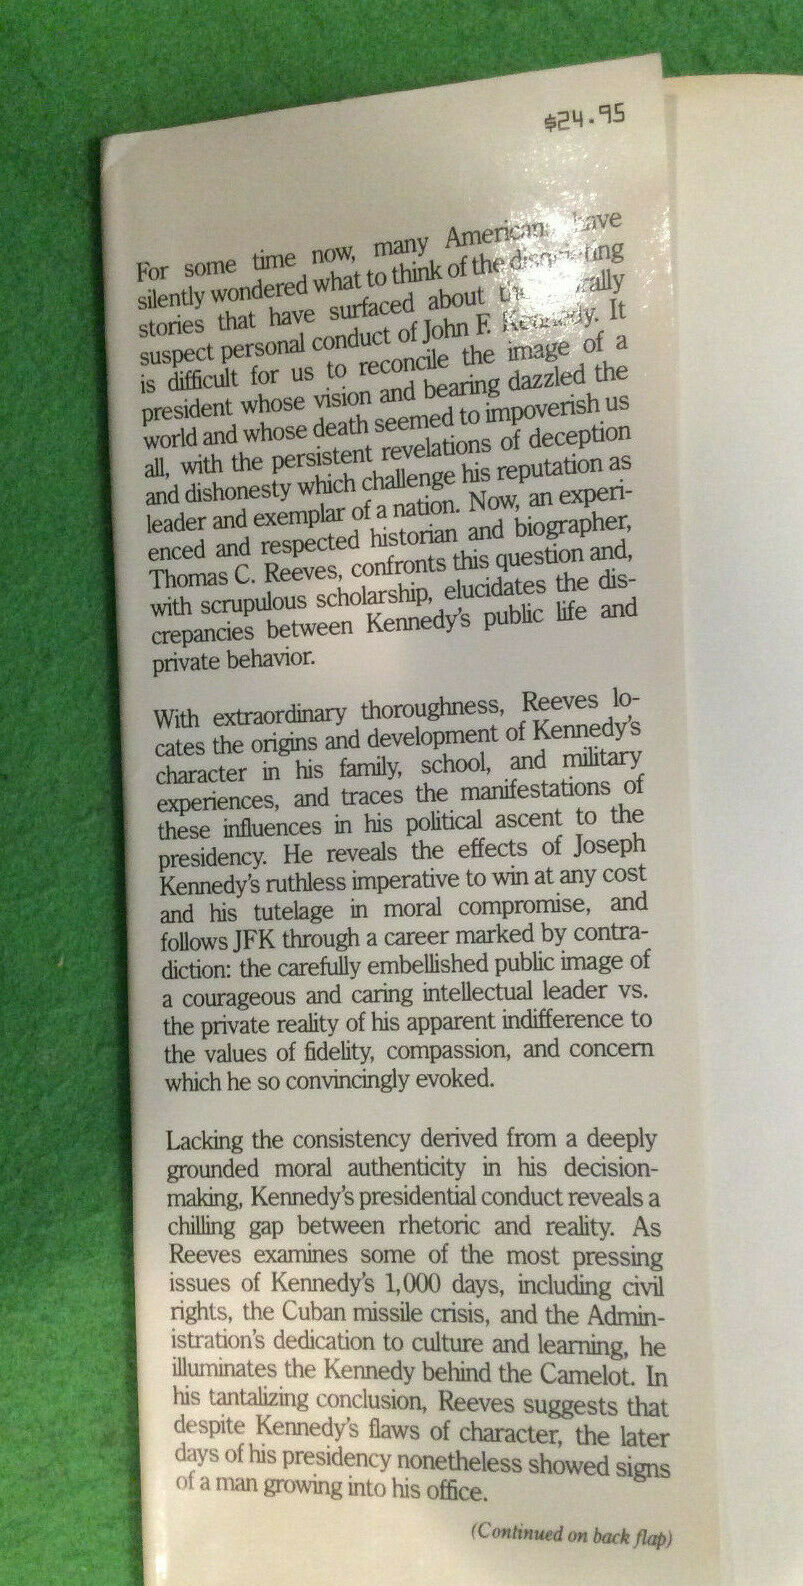 $24.95
For some time now, many Americans have
silently wondered what to think of the
stories that have surfaced about the
suspect personal conduct of John F. Kennedy. It
is difficult for us to reconcile the image of a
president whose vision and bearing dazzled the
world and whose death seemed to impoverish us
all, with the persistent revelations of deception
and dishonesty which challenge his reputation as
leader and exemplar of a nation. Now, an experi-
enced and respected historian and biographer,
Thomas C. Reeves, confronts this question and,
with scrupulous scholarship, elucidates the dis-
crepancies between Kennedy's public life and
private behavior.
With extraordinary thoroughness, Reeves lo-
cates the origins and development of Kennedy's
character in his family, school, and military
experiences, and traces the manifestations of
these influences in his political ascent to the
presidency. He reveals the effects of Joseph
Kennedy's ruthless imperative to win at any cost
and his tutelage in moral compromise, and
follows JFK through a career marked by contra-
diction: the carefully embellished public image of
a courageous and caring intellectual leader vs.
the private reality of his apparent indifference to
the values of fidelity, compassion, and concern
which he so convincingly evoked.
Lacking the consistency derived from a deeply
grounded moral authenticity in his decision-
making, Kennedy's presidential conduct reveals a
chilling gap between rhetoric and reality. As
Reeves examines some of the most pressing
issues of Kennedy's 1,000 days, including civil
rights, the Cuban missile crisis, and the Admin-
istration's dedication to culture and learning, he
illuminates the Kennedy behind the Camelot. In
his tantalizing conclusion, Reeves suggests that
despite Kennedy's flaws of character, the later
days of his presidency nonetheless showed signs
of a man growing into his office.
(Continued on back flap)